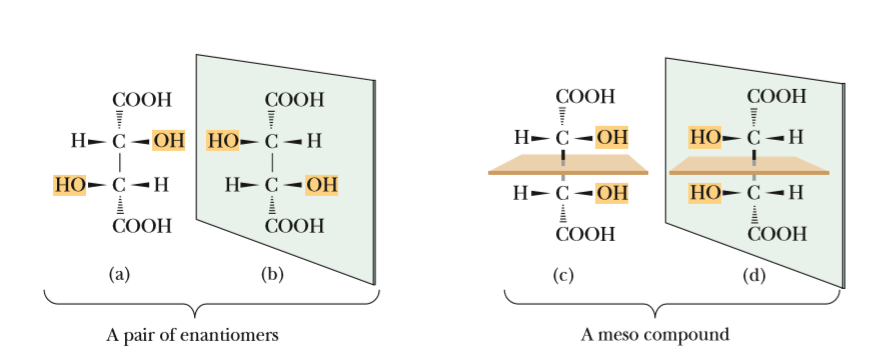 COOH COOH COOH COOH
H C OH HO C H H C OH HO C H
HO C H H C OH H C OH HO C H
COOH COOH COOH COOH
(a) (b) (c) (d)
A pair of enantiomers A meso compound